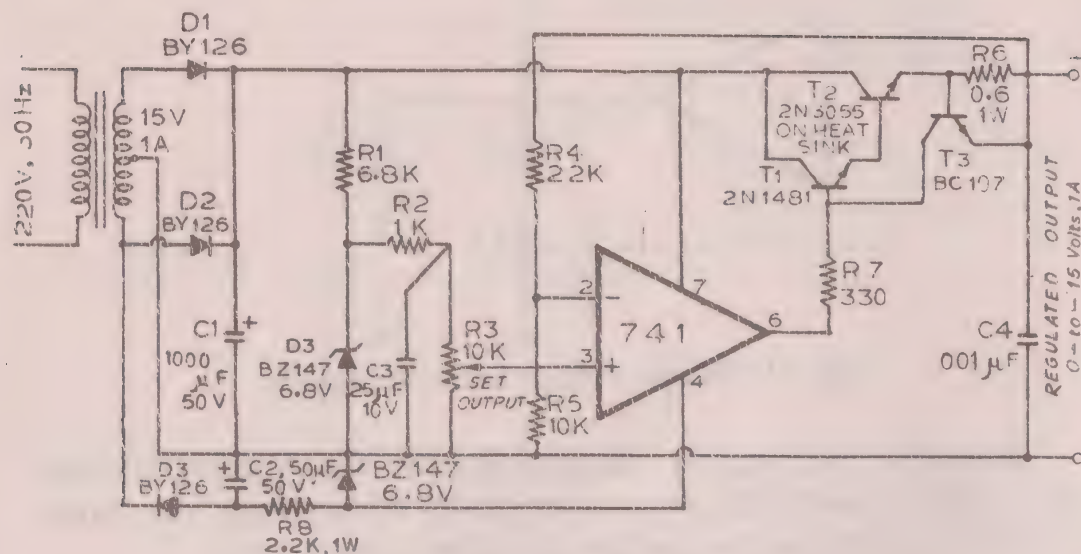 D1
BY126
220V, 50Hz
15V
1A
D2
BY126
C1
+
1000
μF
50V
R1
6.8K
R2
1K
D3
BZ147
6.8V
C3
25μF
10V
R3
10K
SET
OUTPUT
R4
22K
R5
10K
2
3
741
7
6
4
T2
2N3055
ON HEAT
SINK
T1
2N1481
T3
R6
0.6
1W
R7
330
C4
001μF
REGULATED OUTPUT
0-to-15 Volts 1A
D3
BY126
+
C2, 50μF
50V
R8
2.2K, 1W
BZ147
6.8V